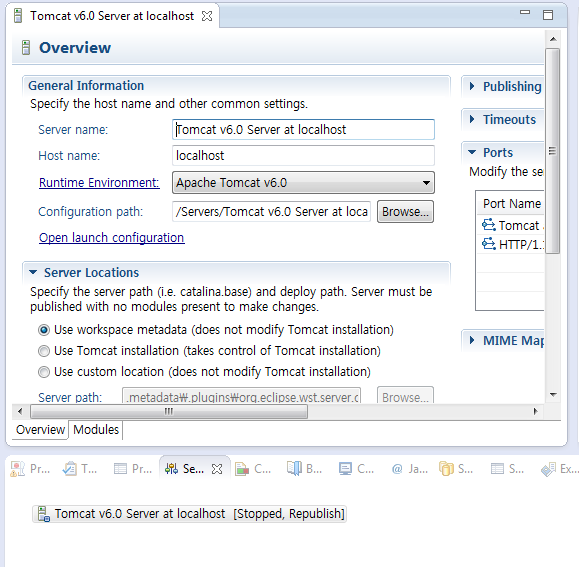 Tomcat v6.0 Server at localhost
Overview
General Information
Specify the host name and other common settings.
Server name:
Tomcat v6.0 Server at localhost
Host name:
localhost
Runtime Environment:
Apache Tomcat v6.0
Configuration path:
/Servers/Tomcat v6.0 Server at loca
Browse...
Open launch configuration
Server Locations
Specify the server path (i.e. catalina.base) and deploy path. Server must be
published with no modules present to make changes.
Use workspace metadata (does not modify Tomcat installation)
Use Tomcat installation (takes control of Tomcat installation)
Use custom location (does not modify Tomcat installation)
Server path:
.metadata₩.plugins₩org.eclipse.wst.server.c
Browse...
Publishing
Timeouts
Ports
Modify the se
Port Name
Tomcat
HTTP/1.
MIME Map
Overview
Modules
Pr...
T...
Pr...
Se...
C...
B...
C...
@ Ja...
S...
S...
Ex...
Tomcat v6.0 Server at localhost [Stopped, Republish]